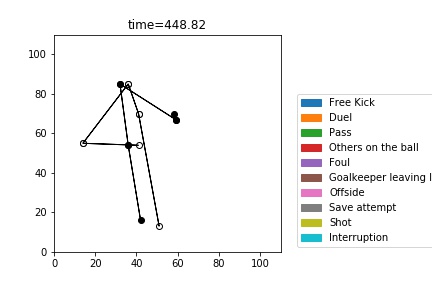 time=448.82
100
80
60
40
20
0
0 20 40 60 80 100
Free Kick
Duel
Pass
Others on the ball
Foul
Goalkeeper leaving l
Offside
Save attempt
Shot
Interruption